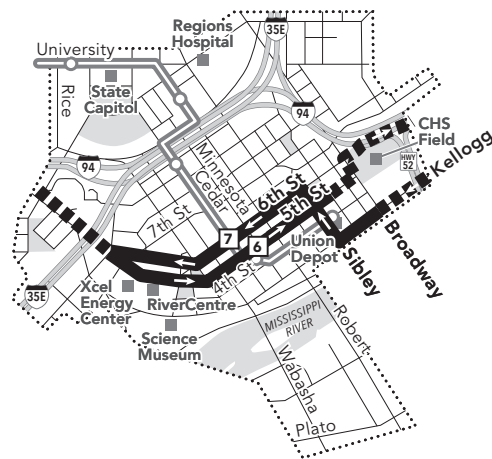 Regions
Hospital
35E
University
State
Capitol
Rice
94
CHS
Field
94
HWY
52
Minnesota
Cedar
Kellogg
7th St
6th St
5th St
7
6
Union
Depot
Broadway
Sibley
4th St
35E
Xcel
Energy
Center
RiverCentre
Science
Museum
MISSISSIPPI
RIVER
Robert
Wabasha
Plato